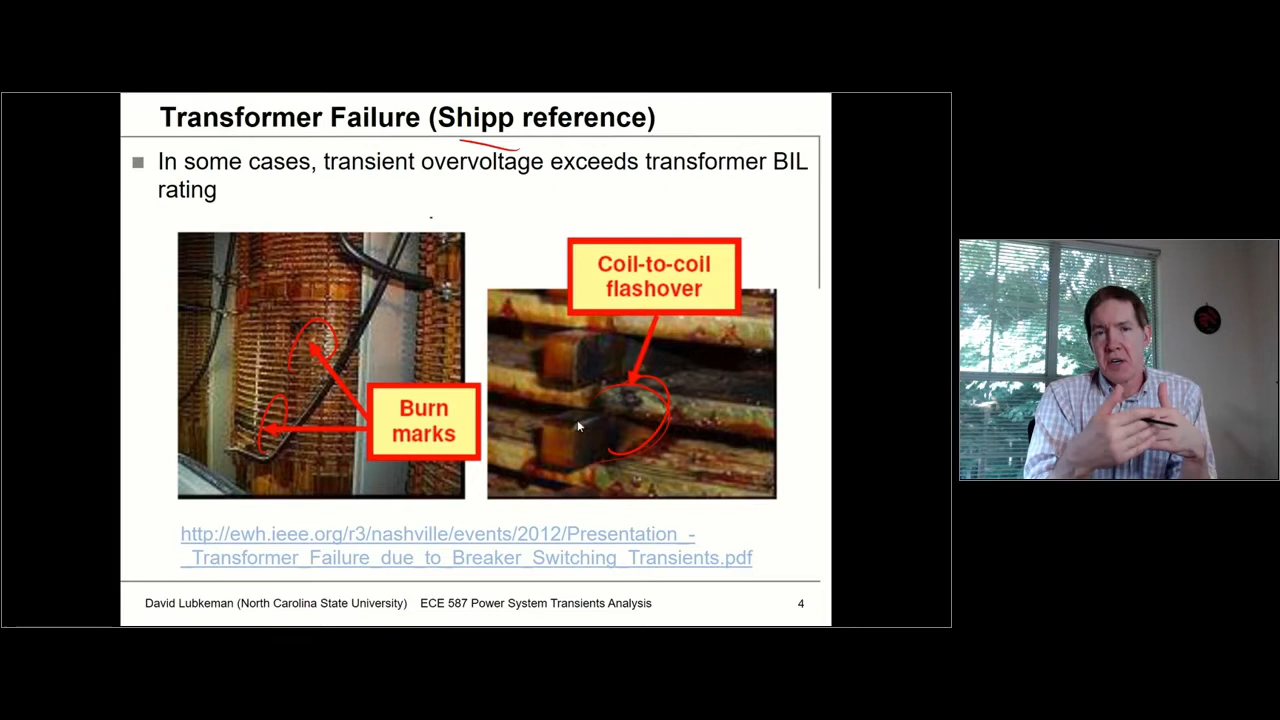 Transformer Failure (Shipp reference)
In some cases, transient overvoltage exceeds transformer BIL
rating
Coil-to-coil
flashover
Burn
marks
http://ewh.ieee.org/r3/nashville/events/2012/Presentation_-
_Transformer_Failure_due_to_Breaker_Switching_Transients.pdf
David Lubkeman (North Carolina State University) ECE 587 Power System Transients Analysis 4